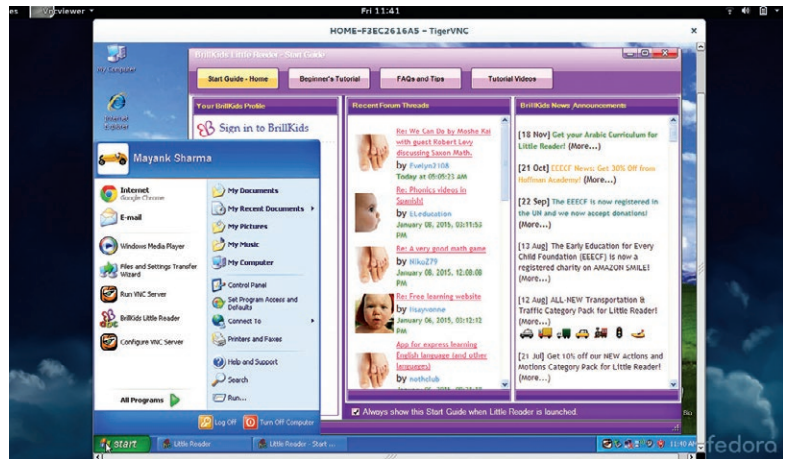 es
Vncviewer
Fri 11:41
HOME-F3EC2616A5 – TigerVNC
My Computer
Internet Explorer
BrillKids Little Reader - Start Guide
Start Guide - Home
Beginner's Tutorial
FAQs and Tips
Tutorial Videos
Your BrillKids Profile
Sign in to BrillKids
Mayank Sharma
Internet
Google Chrome
E-mail
Windows Media Player
Files and Settings Transfer
Wizard
Run VNC Server
BrillKids Little Reader
Configure VNC Server
All Programs
My Documents
My Recent Documents
My Pictures
My Music
My Computer
Control Panel
Set Program Access and
Defaults
Connect To
Printers and Faxes
Help and Support
Search
Run...
Log Off
Turn Off Computer
Recent Forum Threads
Re: We Can Do by Moshe Kai
with guest Robert Levy
discussing Saxon Math.
by Evelyn2108
Today at 05:05:23 AM
Re: Phonics videos in
Spanish!
by LLeducation
January 08, 2015, 03:11:53
PM
Re: A very good math game
by NikoZ79
January 08, 2015, 12:08:08
PM
Re: Free learning website
by lisaynonne
January 06, 2015, 03:12:12
PM
App for express learning
English language (and other
languages)
by nothclub
BrillKids News Announcements
[18 Nov] Get your Arabic Curriculum for
Little Reader! (More...)
[21 Oct] EEECF News: Get 30% Off from
Hoffman Academy! (More...)
[22 Sep] The EEECF is now registered in
the UN and we now accept donations!
(More...)
[13 Aug] The Early Education for Every
Child Foundation (EEECF) is now a
registered charity on AMAZON SMILE!
(More...)
[12 Aug] ALL-NEW Transportation &
Traffic Category Pack for Little Reader!
(More...)
[21 Jul] Get 10% off our NEW Actions and
Motions Category Pack for Little Reader!
(More...)
Always show this Start Guide when Little Reader is launched.
start
Little Reader
Little Reader - Start ...
11:40 AM
fedora